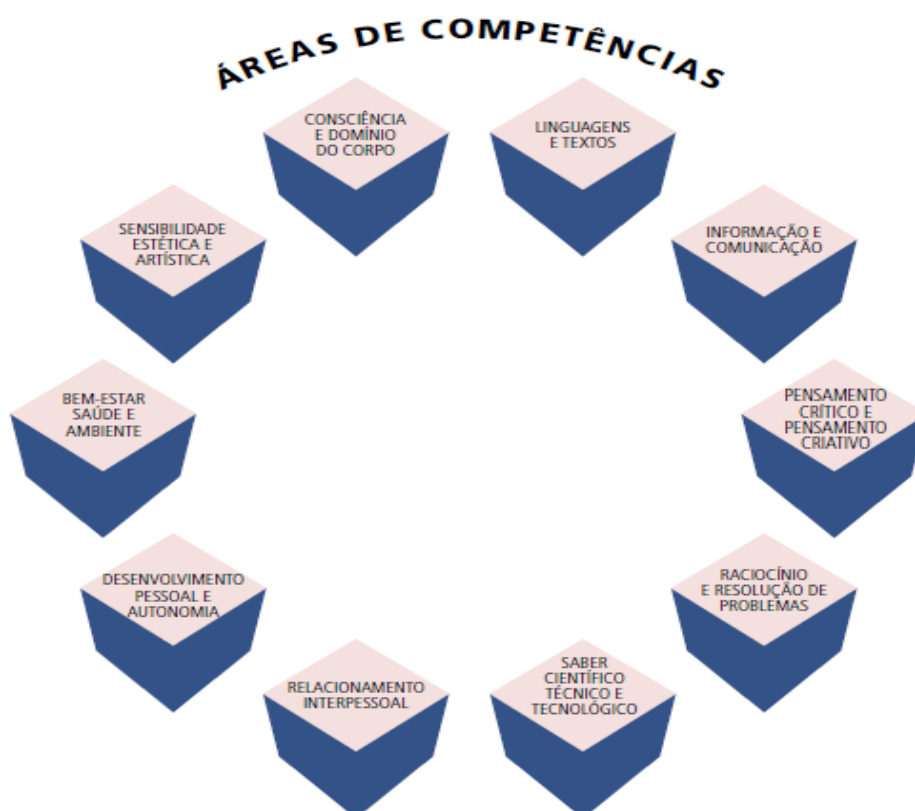 ÁREAS DE COMPETÊNCIAS
CONSCIÊNCIA
E DOMÍNIO
DO CORPO
LINGUAGENS
E TEXTOS
SENSIBILIDADE
ESTÉTICA E
ARTÍSTICA
INFORMAÇÃO E
COMUNICAÇÃO
BEM-ESTAR
SAÚDE E
AMBIENTE
PENSAMENTO
CRÍTICO E
PENSAMENTO
CRIATIVO
DESENVOLVIMENTO
PESSOAL E
AUTONOMIA
RACIOCÍNIO
E RESOLUÇÃO DE
PROBLEMAS
RELACIONAMENTO
INTERPESSOAL
SABER
CIENTÍFICO
TÉCNICO E
TECNOLÓGICO